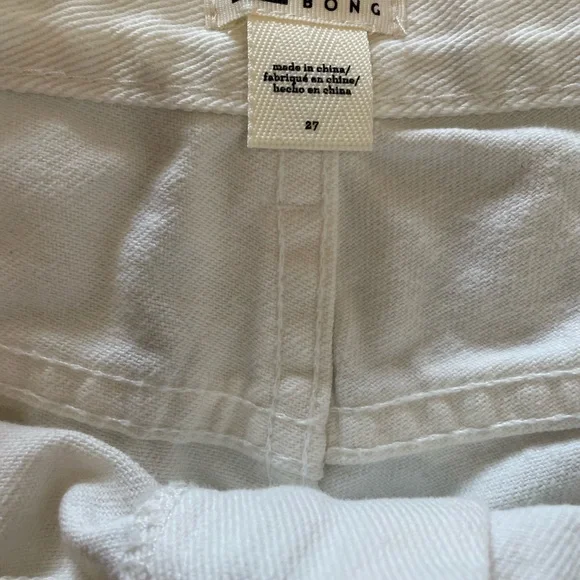 BONG
made in china/
fabriqué en chine/
hecho en china
27